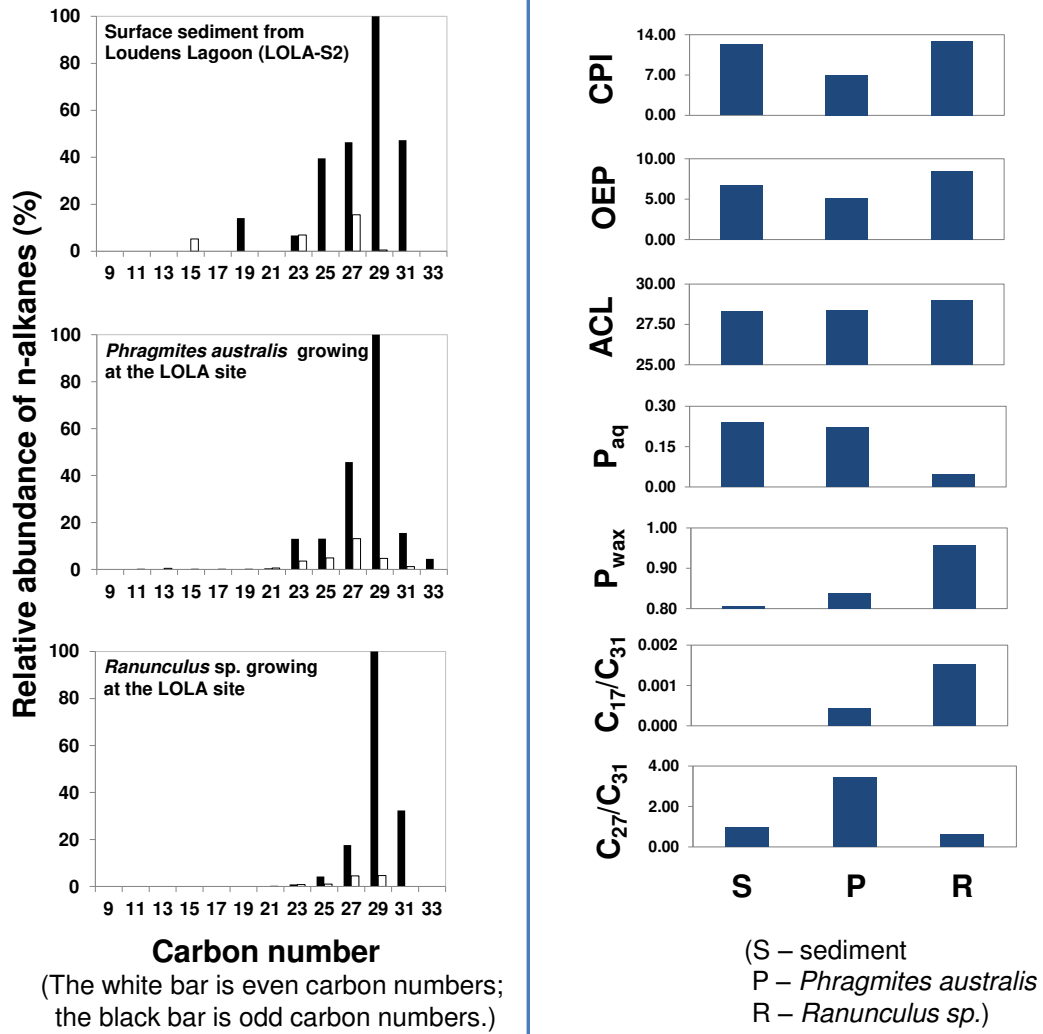 Relative abundance of n-alkanes (%)
Surface sediment from
Loudens Lagoon (LOLA-S2)
100
80
60
40
20
0
9 11 13 15 17 19 21 23 25 27 29 31 33
Phragmites australis growing
at the LOLA site
100
80
60
40
20
0
9 11 13 15 17 19 21 23 25 27 29 31 33
Ranunculus sp. growing
at the LOLA site
100
80
60
40
20
0
9 11 13 15 17 19 21 23 25 27 29 31 33
Carbon number
(The white bar is even carbon numbers;
the black bar is odd carbon numbers.)
CPI
14.00
7.00
0.00
OEP
10.00
5.00
0.00
ACL
30.00
27.50
25.00
Paq
0.30
0.15
0.00
Pwax
1.00
0.90
0.80
C17/C31
0.002
0.001
0.000
C27/C31
4.00
2.00
0.00
S P R
(S – sediment
P – Phragmites australis
R – Ranunculus sp.)